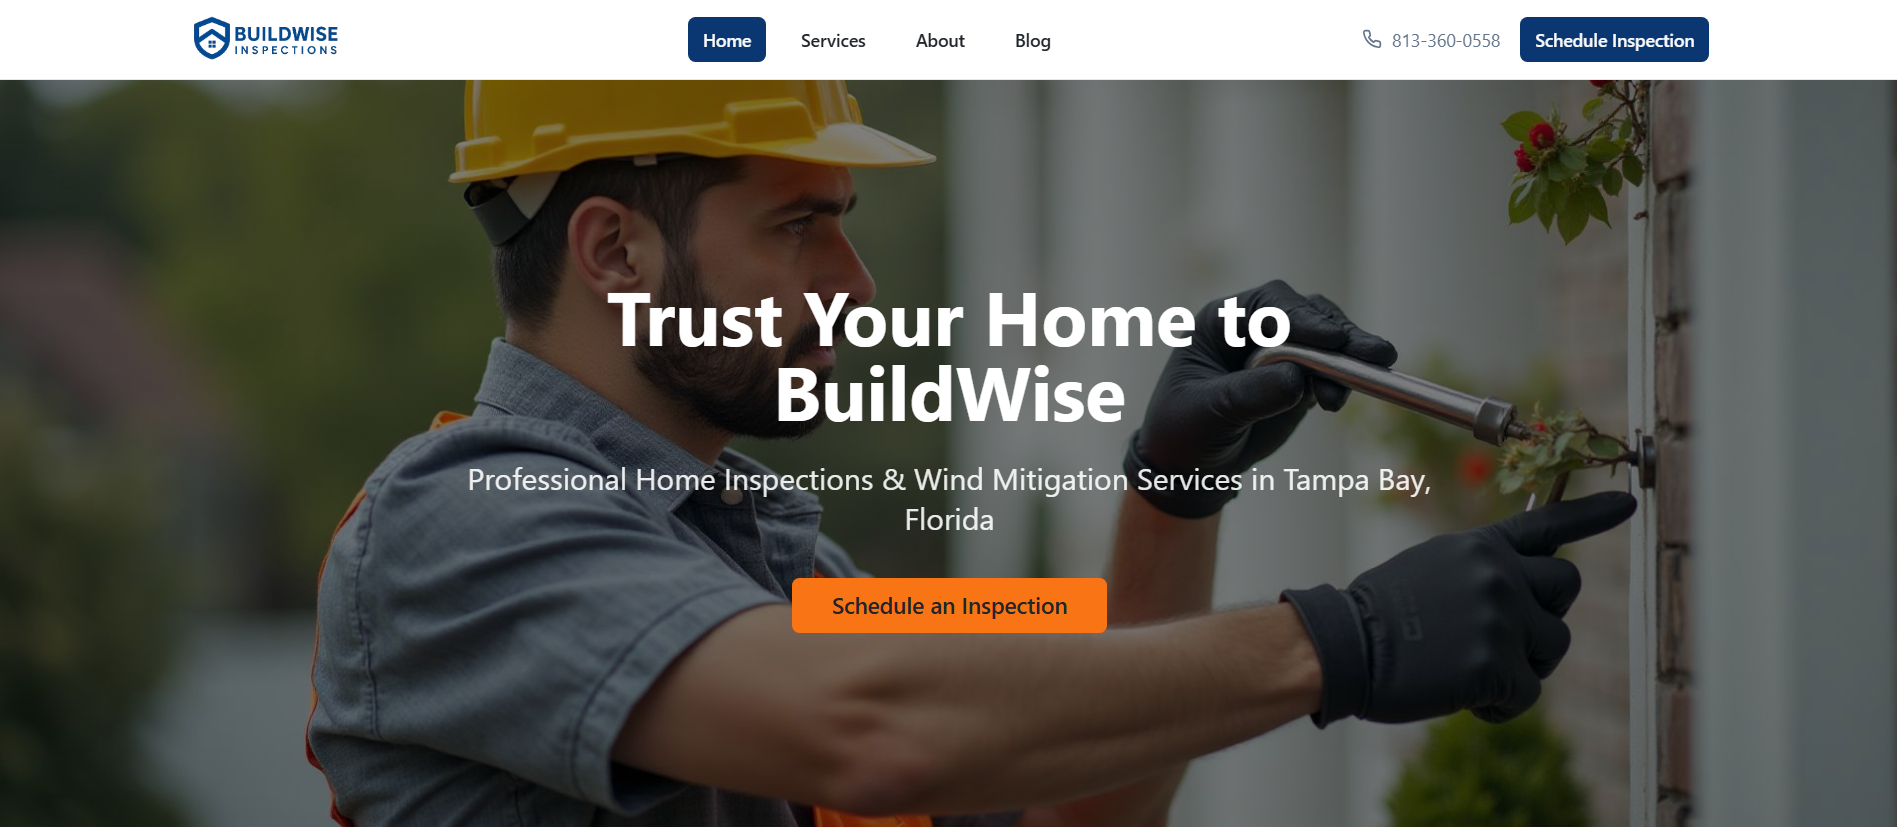 BUILDWISE
INSPECTIONS
Home
Services
About
Blog
813-360-0558
Schedule Inspection
Trust Your Home to
BuildWise
Professional Home Inspections & Wind Mitigation Services in Tampa Bay,
Florida
Schedule an Inspection